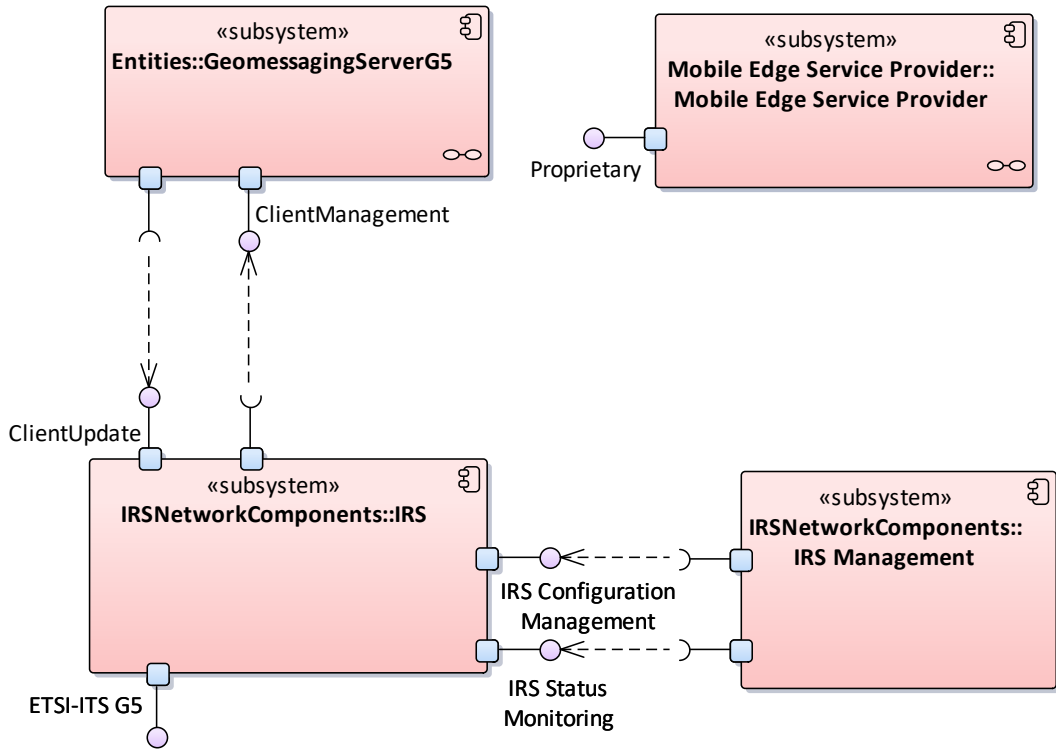 «subsystem»
Entities::GeomessagingServerG5
«subsystem»
Mobile Edge Service Provider::
Mobile Edge Service Provider
Proprietary
ClientManagement
ClientUpdate
«subsystem»
IRSNetworkComponents::IRS
«subsystem»
IRSNetworkComponents::
IRS Management
IRS Configuration
Management
IRS Status
Monitoring
ETSI-ITS G5